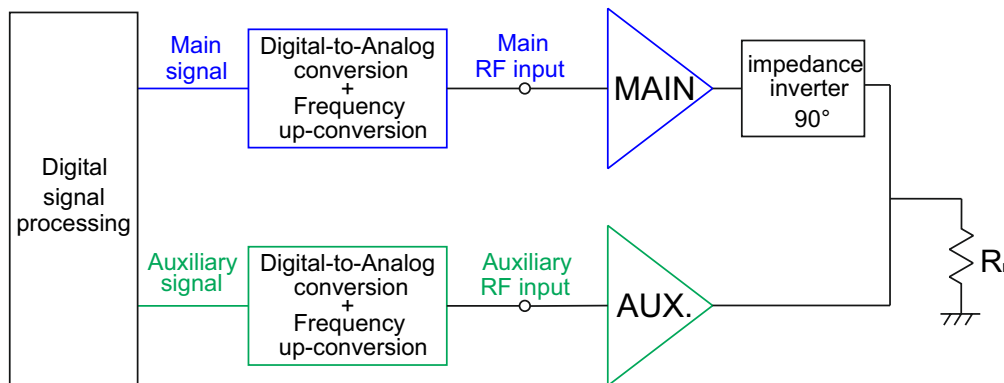 Digital
signal
processing
Main
signal
Digital-to-Analog
conversion
+
Frequency
up-conversion
Main
RF input
MAIN
impedance
inverter
90°
Auxiliary
signal
Digital-to-Analog
conversion
+
Frequency
up-conversion
Auxiliary
RF input
AUX.
R